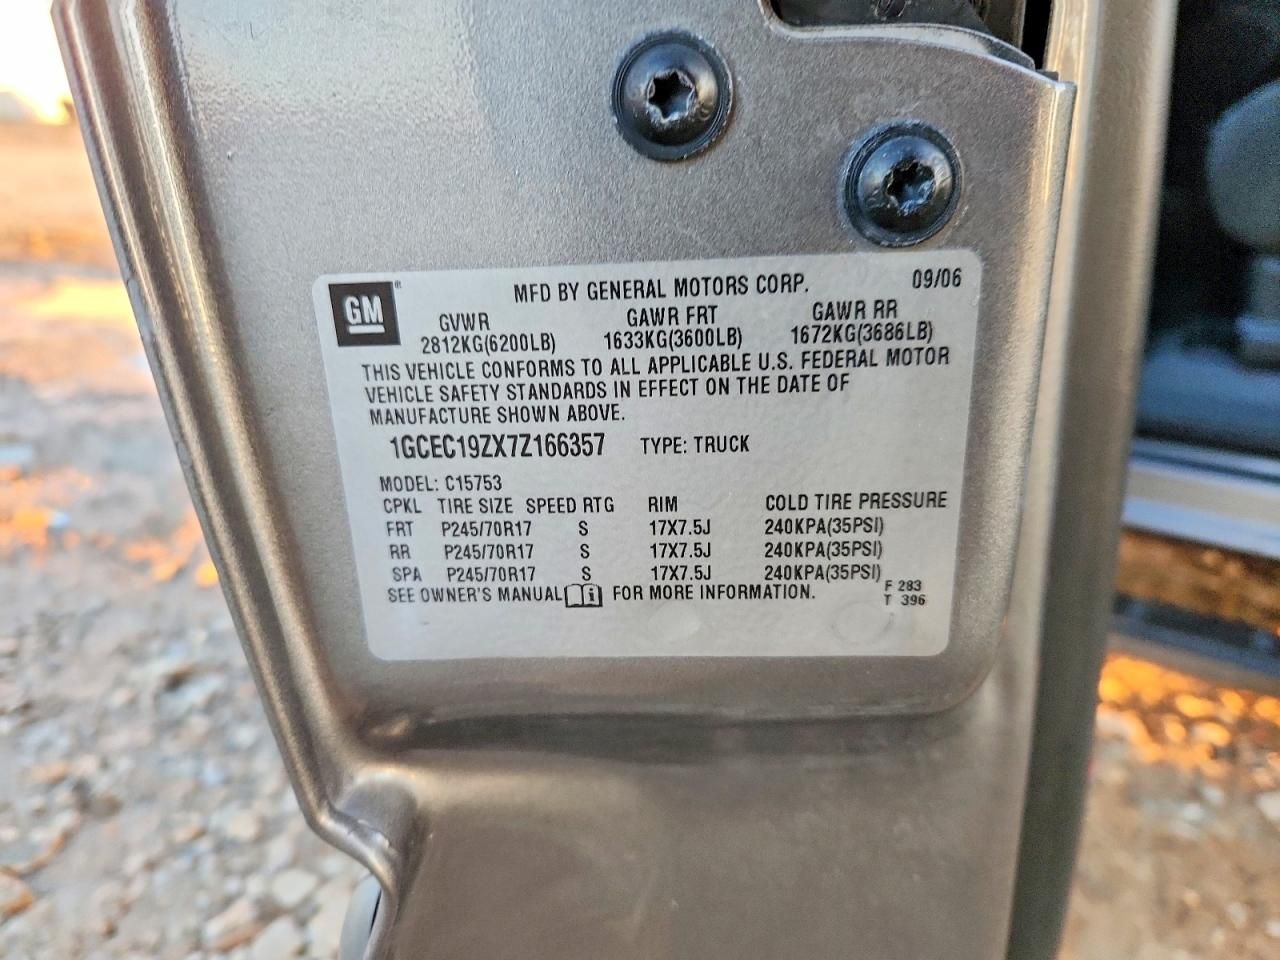 GM®
MFD BY GENERAL MOTORS CORP. 09/06
GVWR GAWR FRT GAWR RR
2812KG(6200LB) 1633KG(3600LB) 1672KG(3686LB)
THIS VEHICLE CONFORMS TO ALL APPLICABLE U.S. FEDERAL MOTOR
VEHICLE SAFETY STANDARDS IN EFFECT ON THE DATE OF
MANUFACTURE SHOWN ABOVE.
1GCEC19ZX7Z166357 TYPE: TRUCK
MODEL: C15753
CPKL TIRE SIZE SPEED RTG RIM COLD TIRE PRESSURE
FRT P245/70R17 S 17X7.5J 240KPA(35PSI)
RR P245/70R17 S 17X7.5J 240KPA(35PSI)
SPA P245/70R17 S 17X7.5J 240KPA(35PSI)
SEE OWNER'S MANUAL i FOR MORE INFORMATION.
F 283
T 396